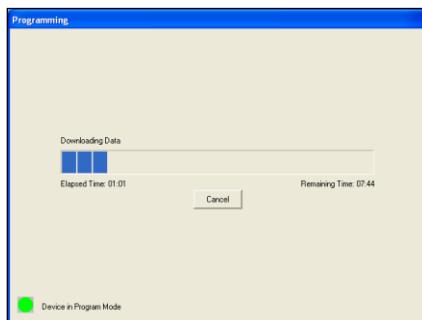 Programming
Downloading Data
Elapsed Time: 01:01
Remaining Time: 07:44
Cancel
Device in Program Mode